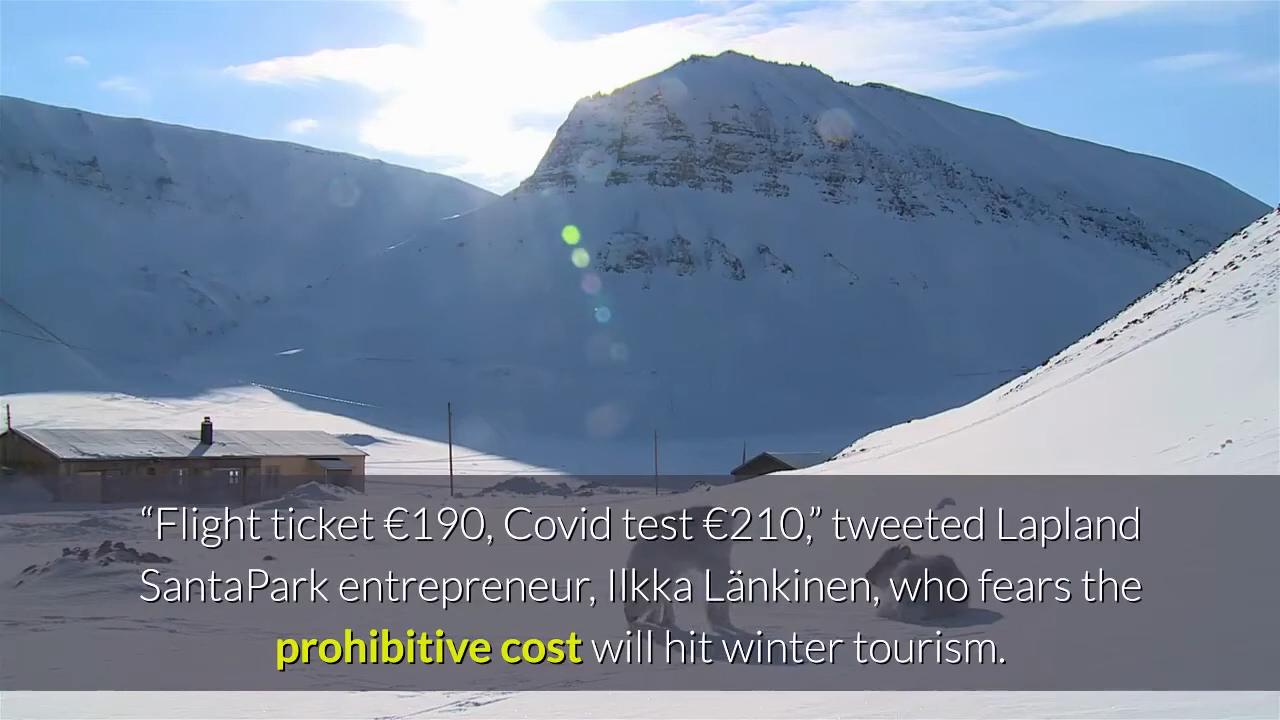 “Flight ticket €190, Covid test €210,” tweeted Lapland
SantaPark entrepreneur, Ilkka Länkinen, who fears the
prohibitive cost will hit winter tourism.